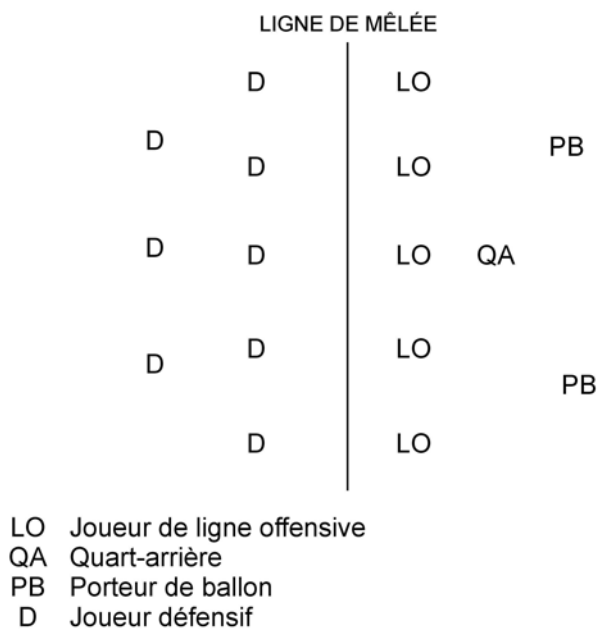 LIGNE DE MÊLÉE
D LO
D PB
D LO
D D LO QA
D LO
D PB
D LO
LO Joueur de ligne offensive
QA Quart-arrière
PB Porteur de ballon
D Joueur défensif